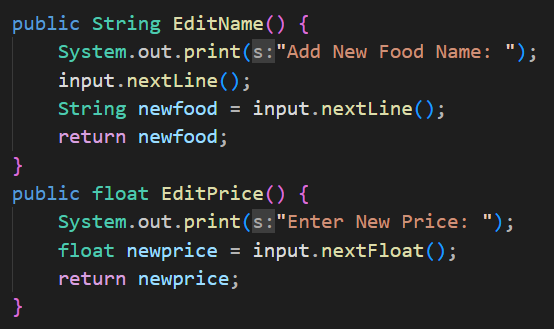 public String EditName() {
System.out.print(s:"Add New Food Name: ");
input.nextLine();
String newfood = input.nextLine();
return newfood;
}
public float EditPrice() {
System.out.print(s:"Enter New Price: ");
float newprice = input.nextFloat();
return newprice;
}